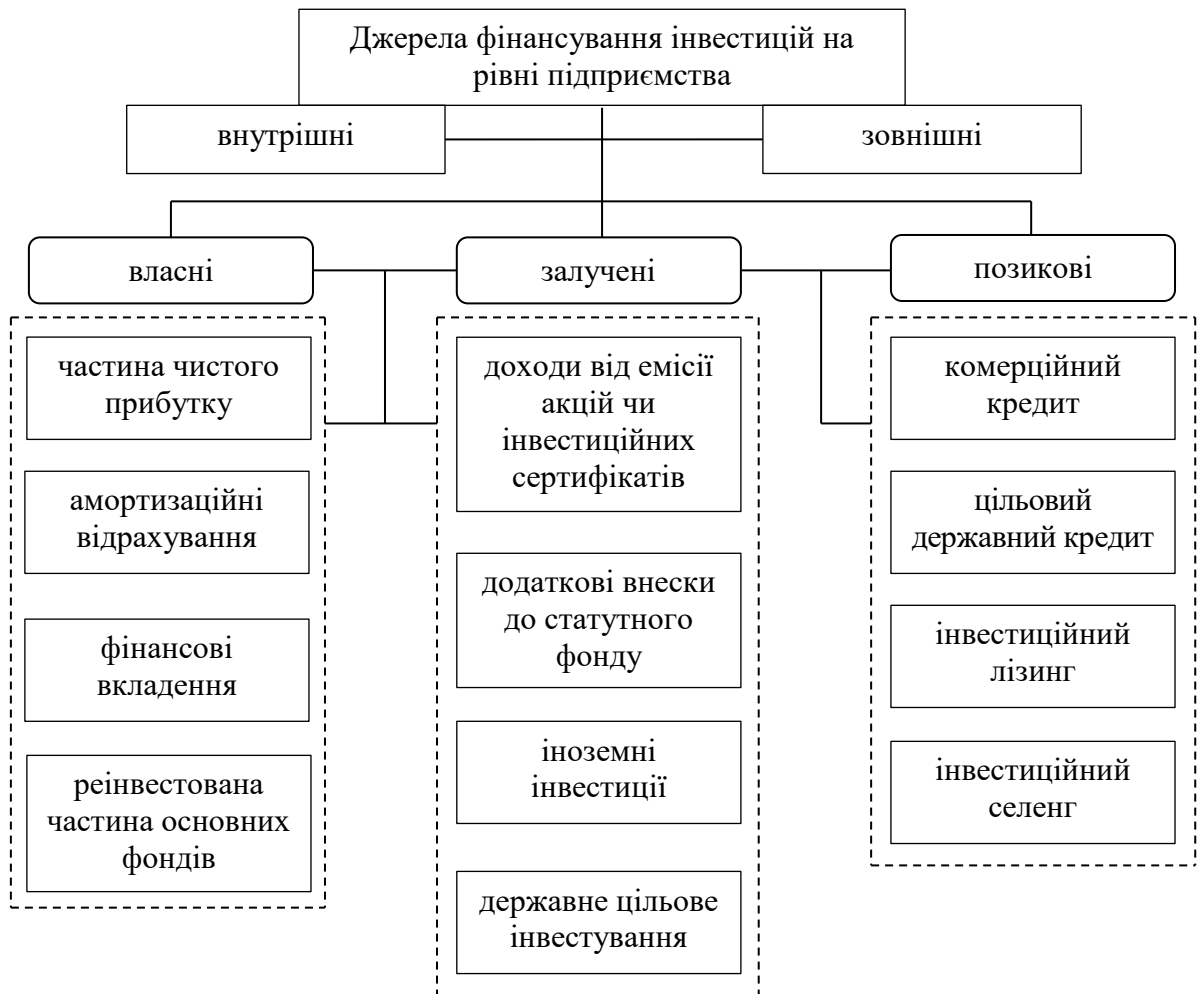 Джерела фінансування інвестицій на
рівні підприємства
внутрішні
зовнішні
власні
залучені
позикові
частина чистого
прибутку
амортизаційні
відрахування
фінансові
вкладення
реінвестована
частина основних
фондів
доходи від емісії
акцій чи
інвестиційних
сертифікатів
додаткові внески
до статутного
фонду
іноземні
інвестиції
державне цільове
інвестування
комерційний
кредит
цільовий
державний кредит
інвестиційний
лізинг
інвестиційний
селенг